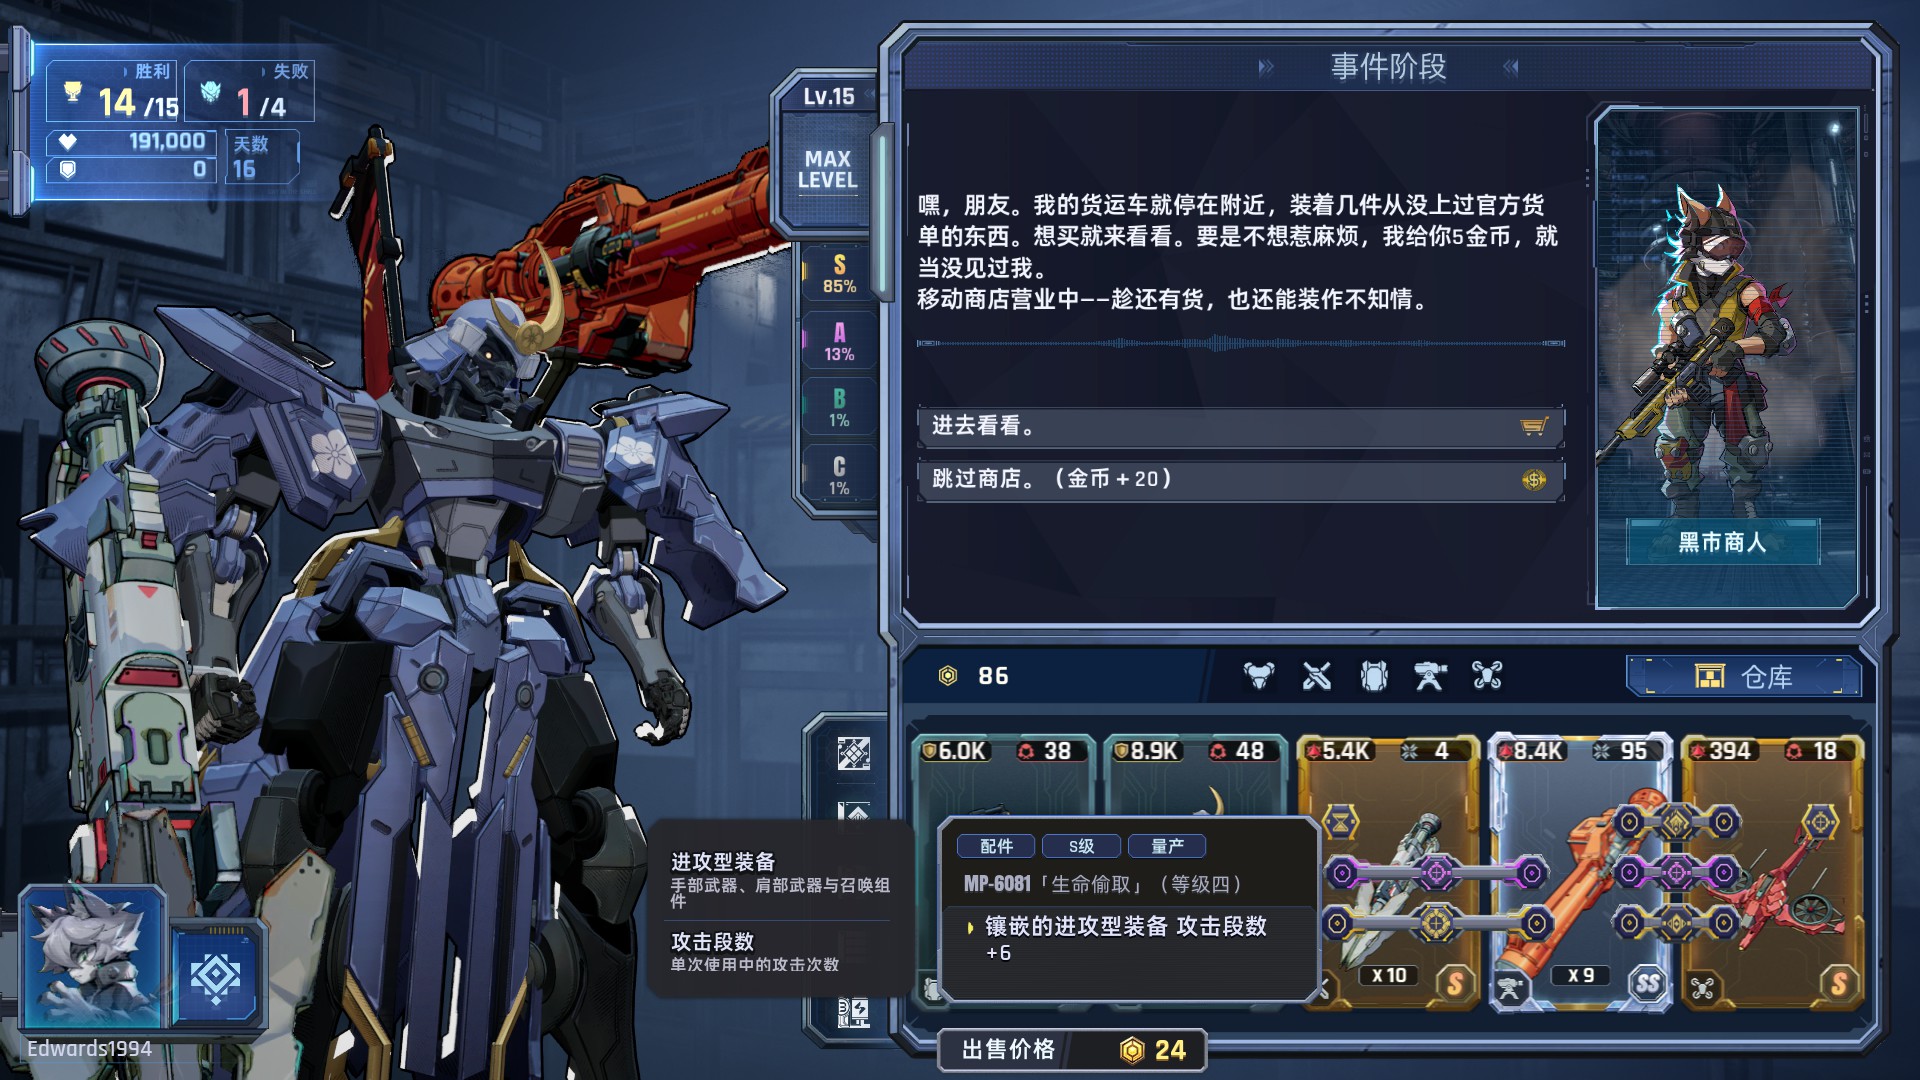 胜利
14 /15
失败
1 /4
191,000
0
天数
16
Lv.15
MAX
LEVEL
S
85%
A
13%
B
1%
C
1%
事件阶段
嘿，朋友。我的货运车就停在附近，装着几件从没上过官方货
单的东西。想买就来看看。要是不想惹麻烦，我给你5金币，就
当没见过我。
移动商店营业中——趁还有货，也还能装作不知情。
进去看看。
跳过商店。（金币+20）
黑市商人
86
仓库
6.0K
38
8.9K
48
5.4K
4
8.4K
95
394
18
x10
S
x9
SS
S
配件
S级
量产
MP-6081「生命偷取」（等级四）
镶嵌的进攻型装备 攻击段数
+6
进攻型装备
手部武器、肩部武器与召唤组
件
攻击段数
单次使用中的攻击次数
出售价格
24
Edwards1994